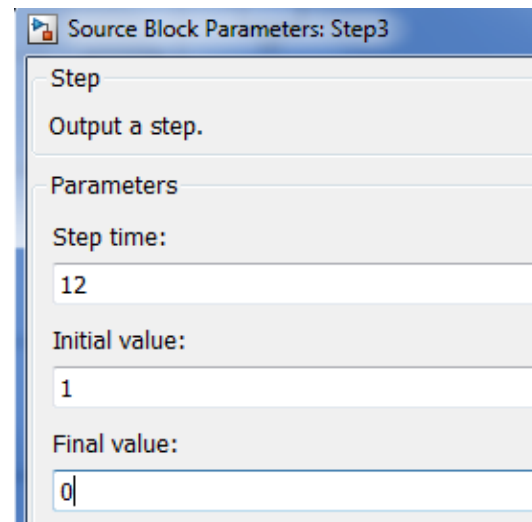 Source Block Parameters: Step3
Step
Output a step.
Parameters
Step time:
12
Initial value:
1
Final value:
0